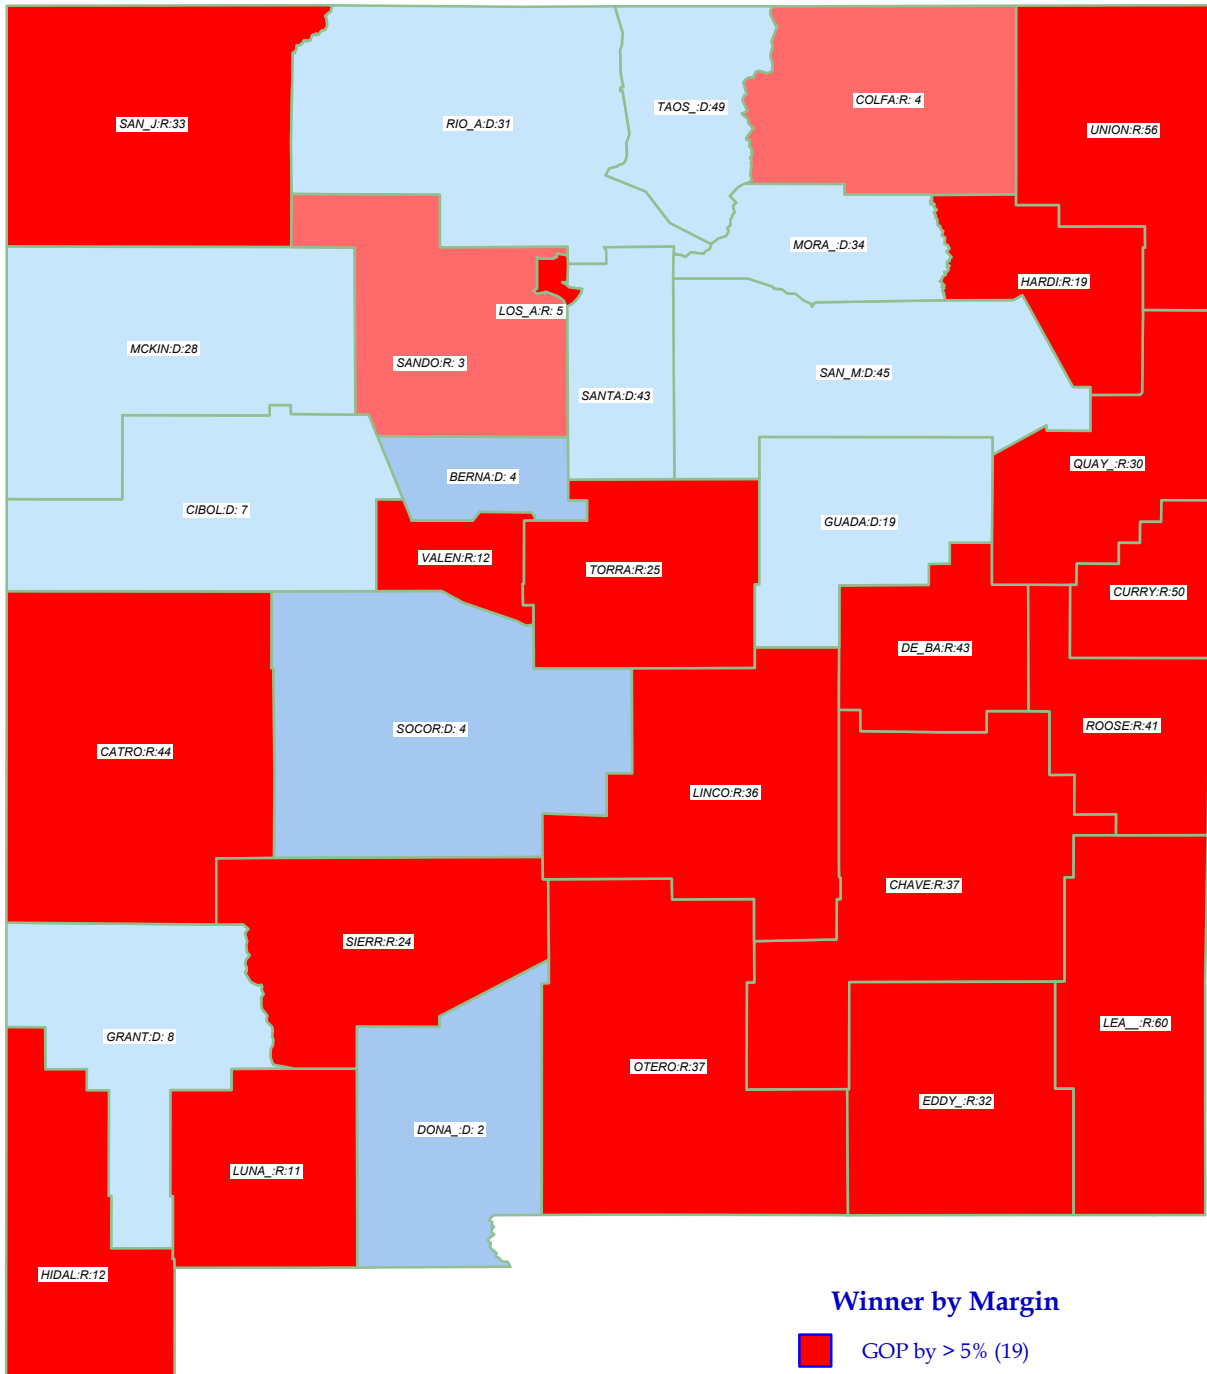 SAN_J:R:33
RIO_A:D:31
TAOS_:D:49
COLFA:R: 4
UNION:R:56
MORA_:D:34
HARDI:R:19
LOS_A:R: 5
MCKIN:D:28
SANDO:R: 3
SANTA:D:43
SAN_M:D:45
BERNA:D: 4
QUAY_:R:30
CIBOL:D: 7
GUADA:D:19
VALEN:R:12
TORRA:R:25
CURRY:R:50
DE_BA:R:43
SOCOR:D: 4
ROOSE:R:41
CATRO:R:44
LINCO:R:36
CHAVE:R:37
SIERR:R:24
GRANT:D: 8
LEA__:R:60
OTERO:R:37
EDDY_:R:32
DONA_:D: 2
LUNA_:R:11
HIDAL:R:12
Winner by Margin
GOP by > 5% (19)